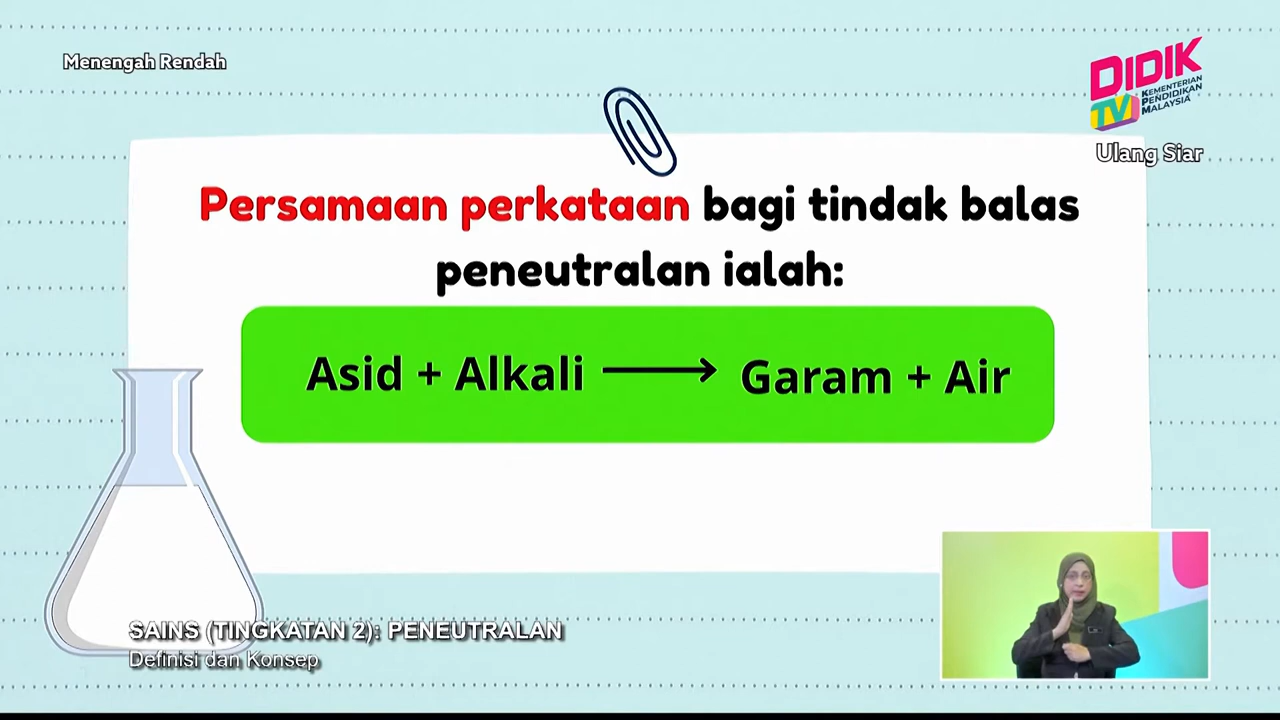 Menengah Rendah
DIDIK
TV
KEMENTERIAN
PENDIDIKAN
MALAYSIA
Ulang Siar
Persamaan perkataan bagi tindak balas
peneutralan ialah:
Asid + Alkali ⟶ Garam + Air
SAINS (TINGKATAN 2): PENEUTRALAN
Definisi dan Konsep